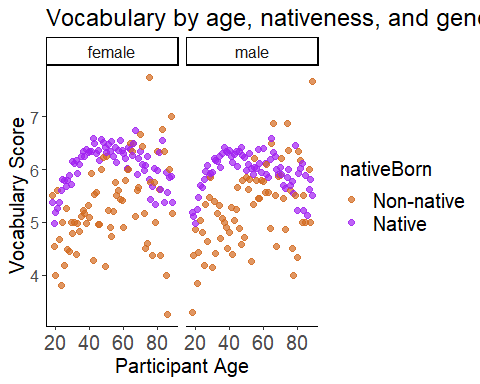 Vocabulary by age, nativeness, and gen
female
male
7
6
5
4
Vocabulary Score
20 40 60 80
20 40 60 80
Participant Age
nativeBorn
Non-native
Native